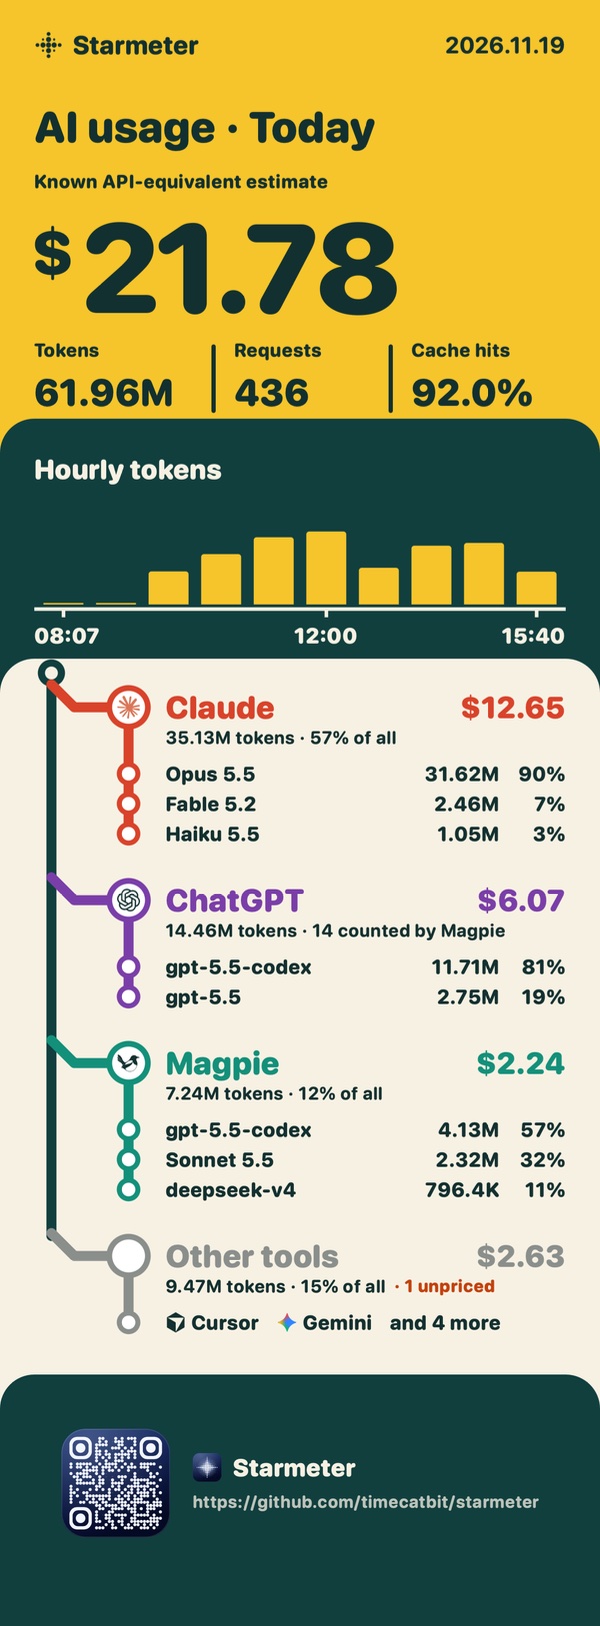 Starmeter 2026.11.19
AI usage · Today
Known API-equivalent estimate
$21.78
Tokens Requests Cache hits
61.96M 436 92.0%
Hourly tokens
08:07 12:00 15:40
Claude $12.65
35.13M tokens · 57% of all
Opus 5.5 31.62M 90%
Fable 5.2 2.46M 7%
Haiku 5.5 1.05M 3%
ChatGPT $6.07
14.46M tokens · 14 counted by Magpie
gpt-5.5-codex 11.71M 81%
gpt-5.5 2.75M 19%
Magpie $2.24
7.24M tokens · 12% of all
gpt-5.5-codex 4.13M 57%
Sonnet 5.5 2.32M 32%
deepseek-v4 796.4K 11%
Other tools $2.63
9.47M tokens · 15% of all · 1 unpriced
Cursor Gemini and 4 more
Starmeter
https://github.com/timecatbit/starmeter